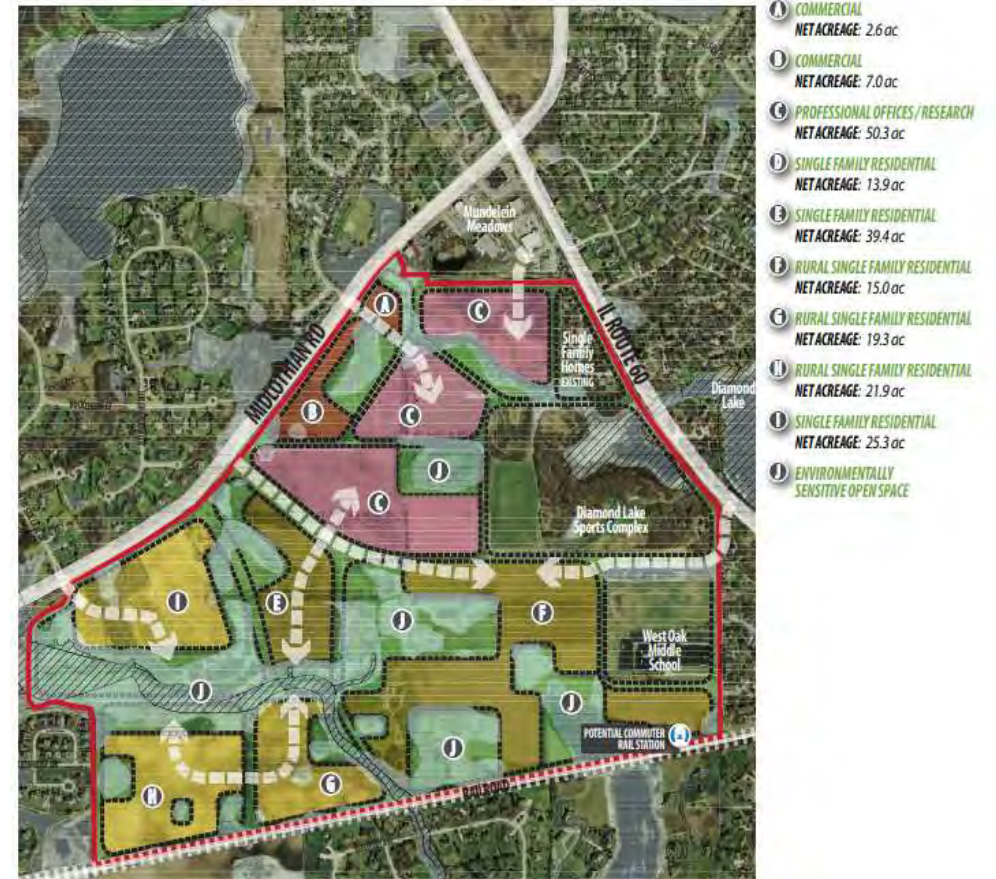 A COMMERCIAL
NET ACREAGE: 2.6 ac
B COMMERCIAL
NET ACREAGE: 7.0 ac
C PROFESSIONAL OFFICES / RESEARCH
NET ACREAGE: 50.3 ac
D SINGLE FAMILY RESIDENTIAL
NET ACREAGE: 13.9 ac
E SINGLE FAMILY RESIDENTIAL
NET ACREAGE: 39.4 ac
F RURAL SINGLE FAMILY RESIDENTIAL
NET ACREAGE: 15.0 ac
G RURAL SINGLE FAMILY RESIDENTIAL
NET ACREAGE: 19.3 ac
H RURAL SINGLE FAMILY RESIDENTIAL
NET ACREAGE: 21.9 ac
I SINGLE FAMILY RESIDENTIAL
NET ACREAGE: 25.3 ac
J ENVIRONMENTALLY
SENSITIVE OPEN SPACE
Mundelein
Meadows
MIDLOTHIAN RD
IL ROUTE 60
A
C
Single
Family
Homes
EXISTING
Diamond
Lake
B
C
J
C
Diamond Lake
Sports Complex
I
E
J
F
West Oak
Middle
School
J
J
J
POTENTIAL COMMUTER
RAIL STATION
H
G
RAILROAD